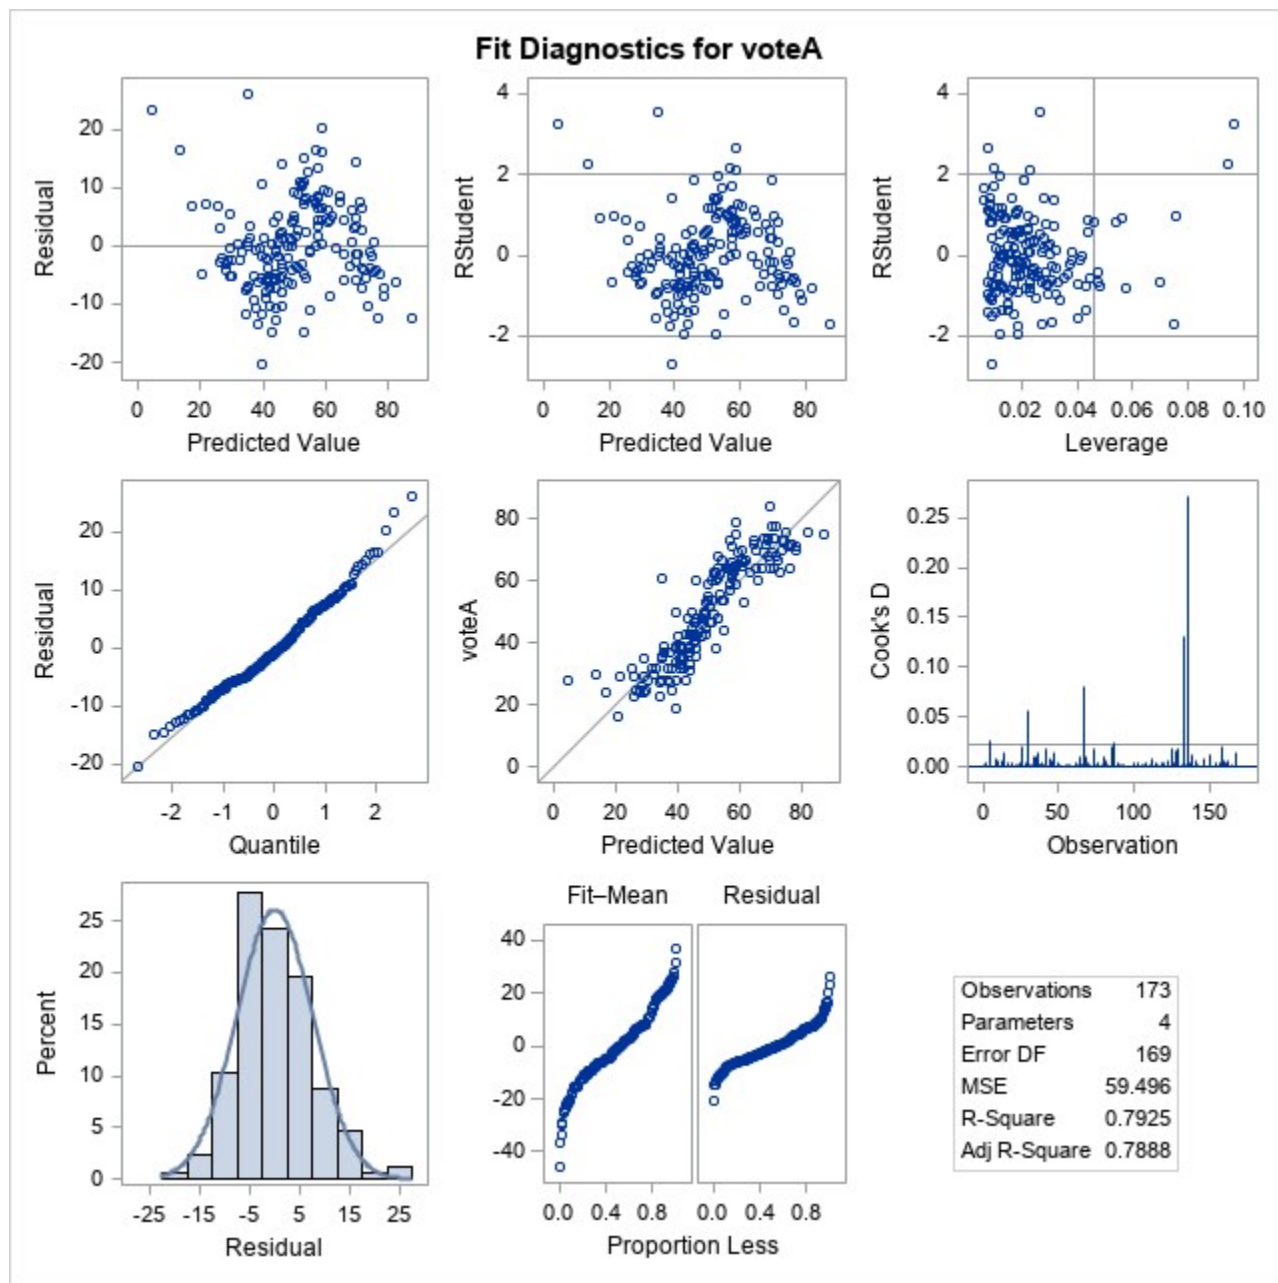 Fit Diagnostics for voteA
20
10
0
-10
-20
Residual
0 20 40 60 80
Predicted Value
4
2
0
-2
RStudent
0 20 40 60 80
Predicted Value
4
2
0
-2
RStudent
0.02 0.04 0.06 0.08 0.10
Leverage
20
10
0
-10
-20
Residual
-2 -1 0 1 2
Quantile
80
60
40
20
0
voteA
0 20 40 60 80
Predicted Value
0.25
0.20
0.15
0.10
0.05
0.00
Cook's D
0 50 100 150
Observation
25
20
15
10
5
0
Percent
-25 -15 -5 5 15 25
Residual
Fit–Mean Residual
40
20
0
-20
-40
0.0 0.4 0.8 0.0 0.4 0.8
Proportion Less
Observations 173
Parameters 4
Error DF 169
MSE 59.496
R-Square 0.7925
Adj R-Square 0.7888